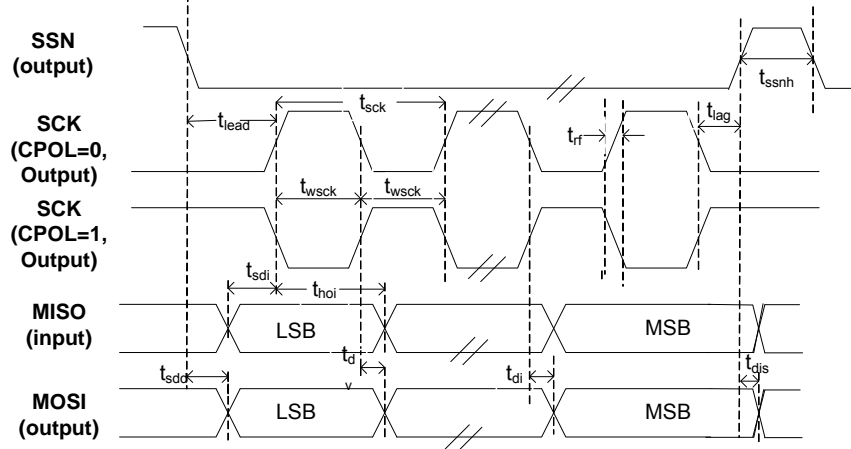 SSN
(output)
t_ssnh
t_sck
t_lead
t_lag
SCK
(CPOL=0,
Output)
t_rf
t_wsck t_wsck
SCK
(CPOL=1,
Output)
t_sdi
t_hoi
MISO
(input)
LSB
MSB
t_sdd
t_d
v
t_di
t_dis
MOSI
(output)
LSB
MSB